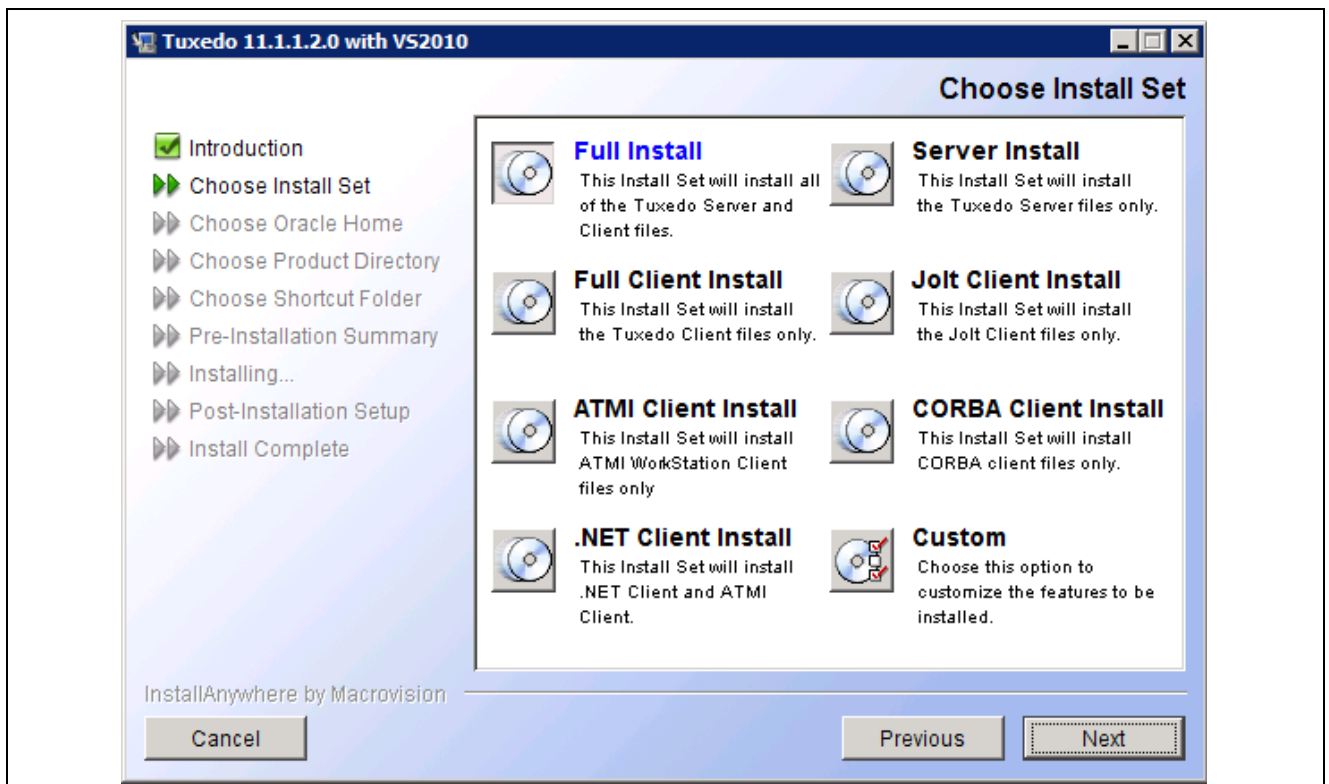 Tuxedo 11.1.1.2.0 with VS2010
Choose Install Set
Introduction
Choose Install Set
Choose Oracle Home
Choose Product Directory
Choose Shortcut Folder
Pre-Installation Summary
Installing...
Post-Installation Setup
Install Complete
Full Install
This Install Set will install all
of the Tuxedo Server and
Client files.
Server Install
This Install Set will install
the Tuxedo Server files only.
Full Client Install
This Install Set will install
the Tuxedo Client files only.
Jolt Client Install
This Install Set will install
the Jolt Client files only.
ATMI Client Install
This Install Set will install
ATMI WorkStation Client
files only
CORBA Client Install
This Install Set will install
CORBA client files only.
.NET Client Install
This Install Set will install
.NET Client and ATMI
Client.
Custom
Choose this option to
customize the features to be
installed.
InstallAnywhere by Macrovision
Cancel
Previous
Next